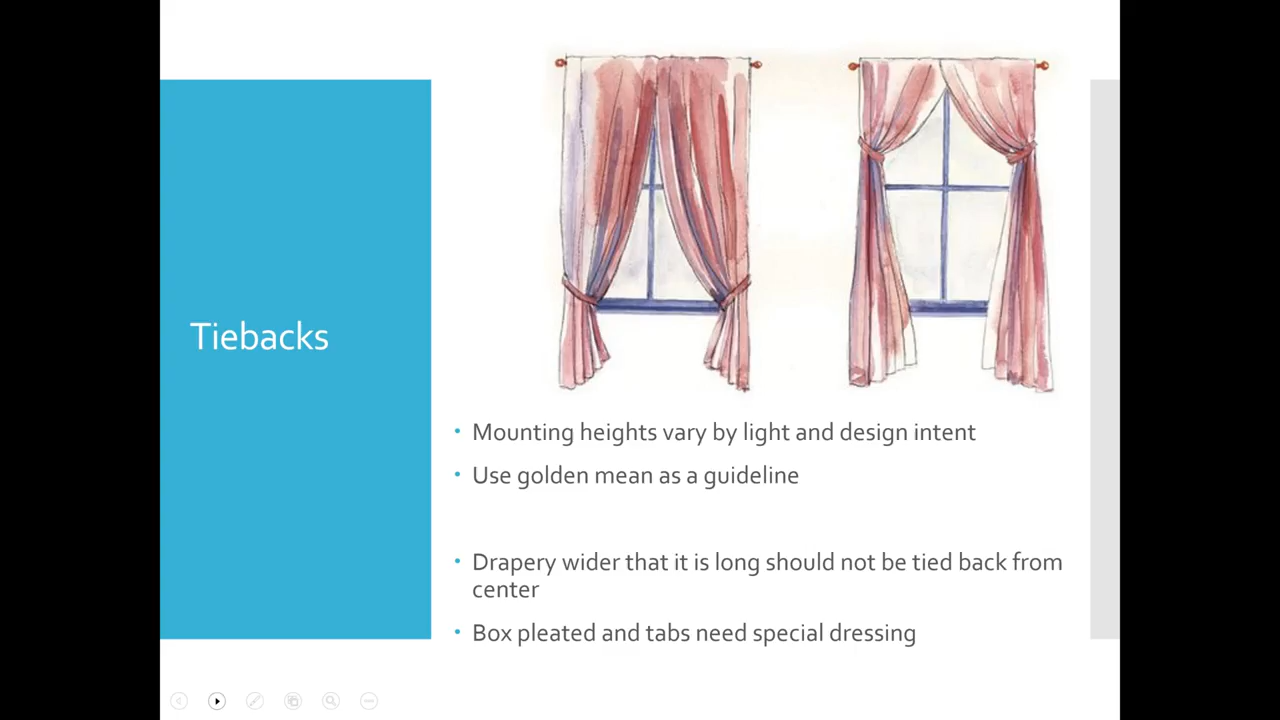 Tiebacks
• Mounting heights vary by light and design intent
• Use golden mean as a guideline
• Drapery wider that it is long should not be tied back from
center
• Box pleated and tabs need special dressing